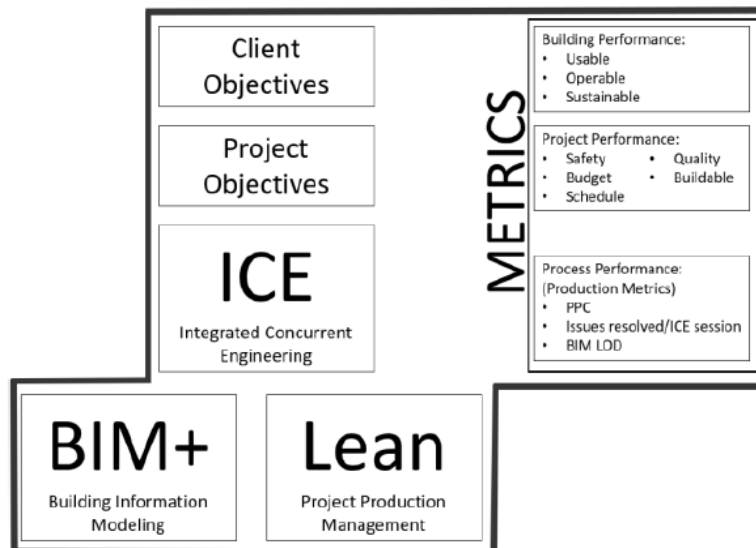 Client
Objectives
Project
Objectives
ICE
Integrated Concurrent
Engineering
BIM+
Building Information
Modeling
Lean
Project Production
Management
METRICS
Building Performance:
• Usable
• Operable
• Sustainable
Project Performance:
• Safety • Quality
• Budget • Buildable
• Schedule
Process Performance:
(Production Metrics)
• PPC
• Issues resolved/ICE session
• BIM LOD